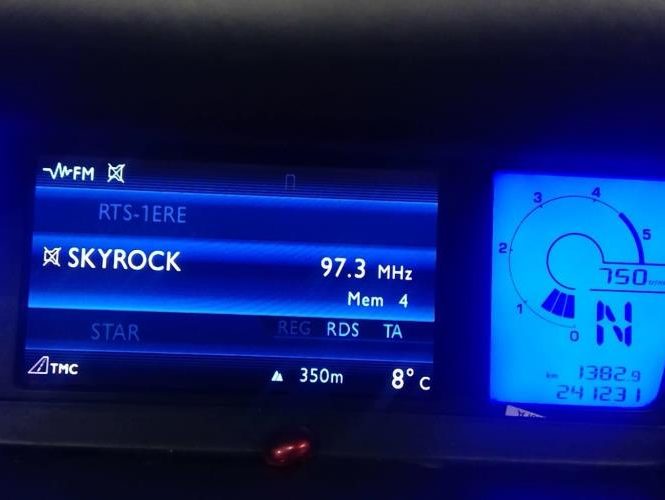 FM
RTS-1ERE
SKYROCK 97.3 MHz
Mem 4
STAR REG RDS TA
TMC 350m 8° C
0 1 2 3 4 5
750
N
km 1382.9
241231